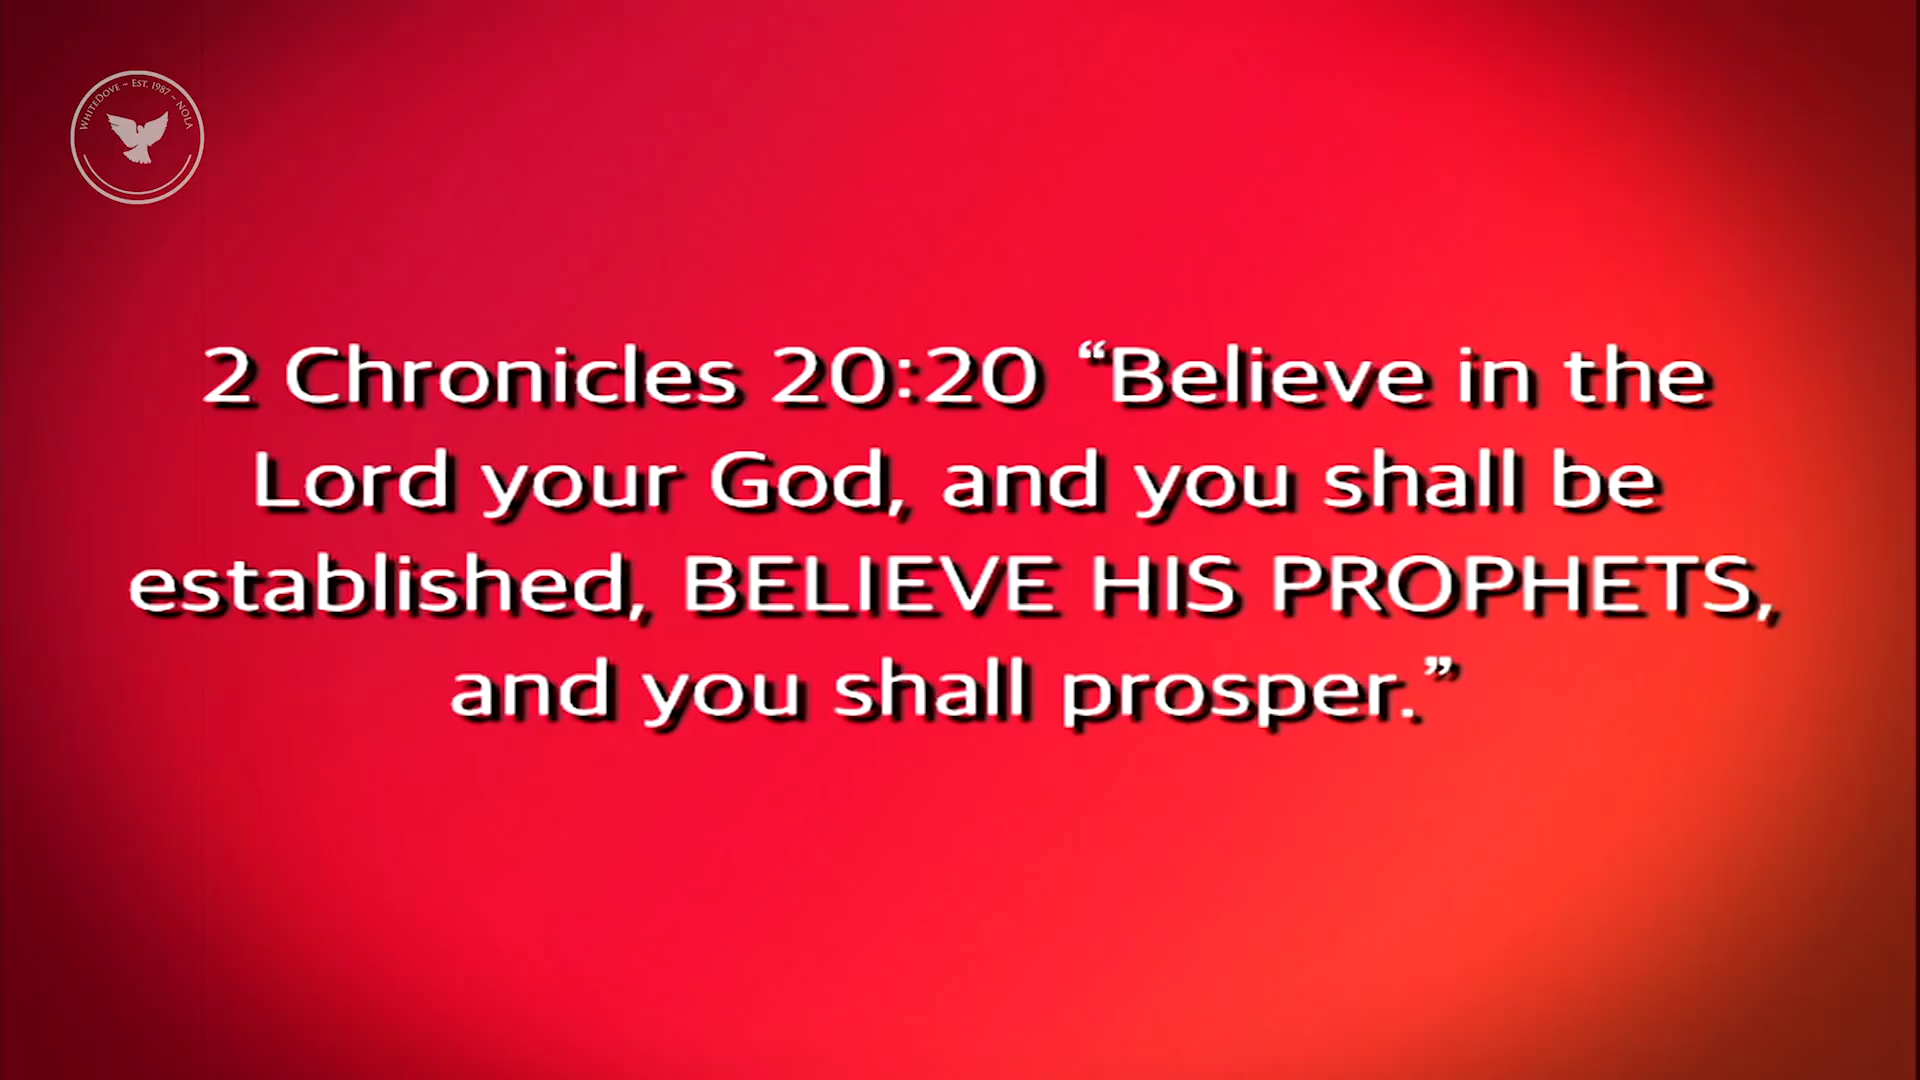 WHITEDOVE ~ EST. 1987 ~ NOLA
2 Chronicles 20:20 “Believe in the
Lord your God, and you shall be
established, BELIEVE HIS PROPHETS,
and you shall prosper.”